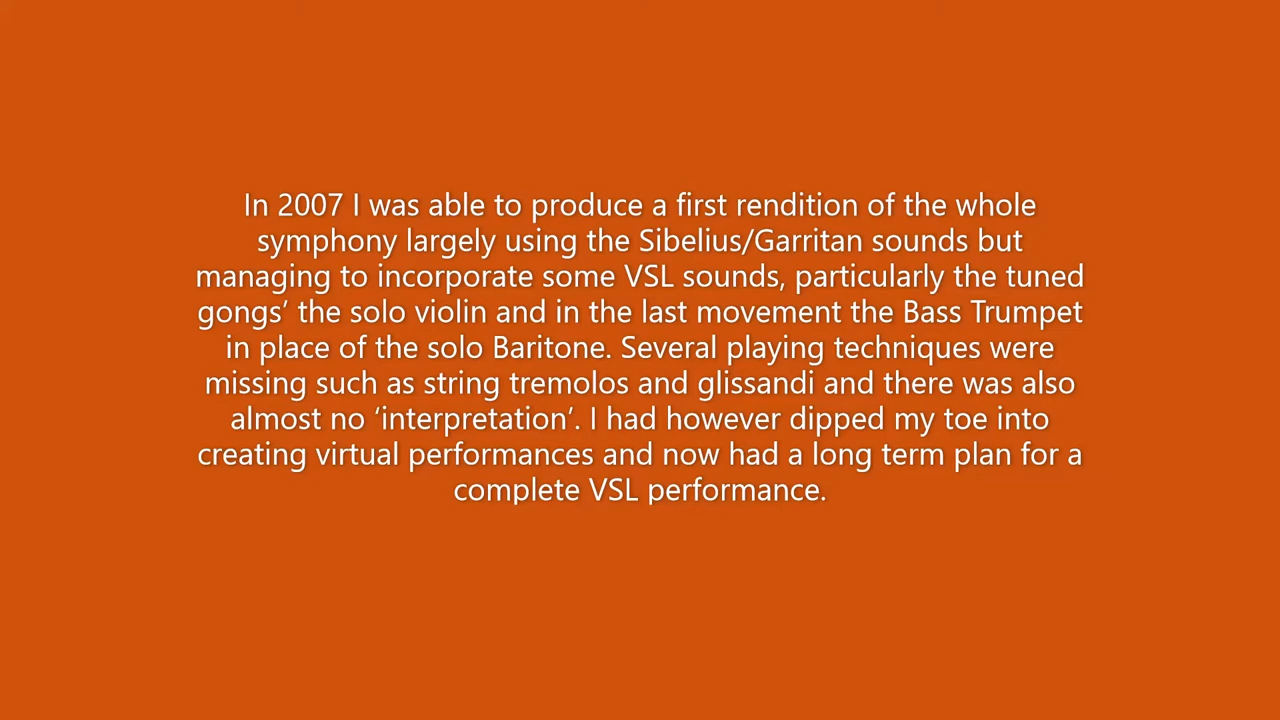 In 2007 I was able to produce a first rendition of the whole
symphony largely using the Sibelius/Garritan sounds but
managing to incorporate some VSL sounds, particularly the tuned
gongs’ the solo violin and in the last movement the Bass Trumpet
in place of the solo Baritone. Several playing techniques were
missing such as string tremolos and glissandi and there was also
almost no ‘interpretation’. I had however dipped my toe into
creating virtual performances and now had a long term plan for a
complete VSL performance.